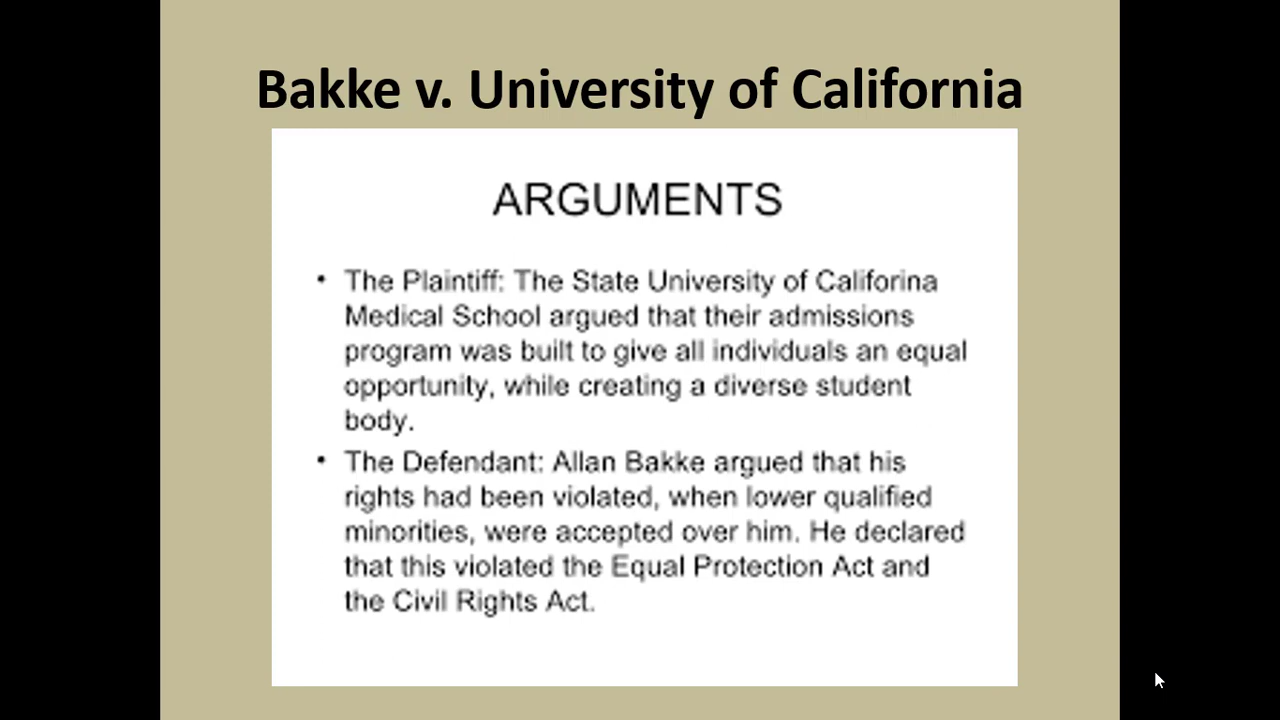 Bakke v. University of California
ARGUMENTS
• The Plaintiff: The State University of Califorina
Medical School argued that their admissions
program was built to give all individuals an equal
opportunity, while creating a diverse student
body.
• The Defendant: Allan Bakke argued that his
rights had been violated, when lower qualified
minorities, were accepted over him. He declared
that this violated the Equal Protection Act and
the Civil Rights Act.